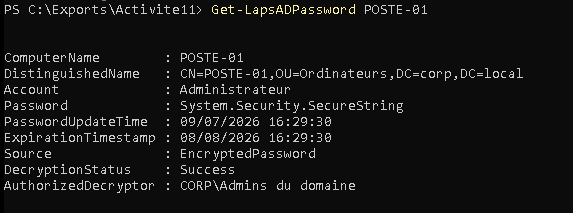 PS C:\Exports\Activite11> Get-LapsADPassword POSTE-01
ComputerName        : POSTE-01
DistinguishedName   : CN=POSTE-01,OU=Ordinateurs,DC=corp,DC=local
Account             : Administrateur
Password            : System.Security.SecureString
PasswordUpdateTime  : 09/07/2026 16:29:30
ExpirationTimestamp : 08/08/2026 16:29:30
Source              : EncryptedPassword
DecryptionStatus    : Success
AuthorizedDecryptor : CORP\Admins du domaine